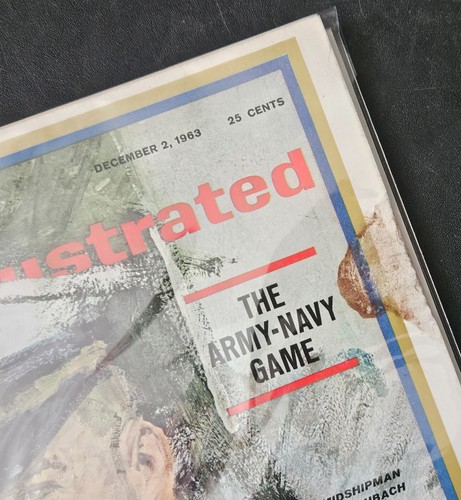 DECEMBER 2, 1963 25 CENTS
ustrated
THE
ARMY-NAVY
GAME
IDSHIPMAN
UBACH